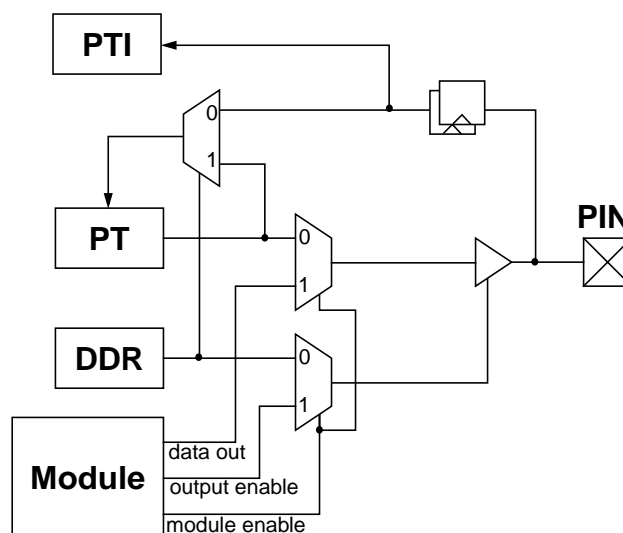 PTI
0
1
PT
PIN
0
1
DDR
0
1
Module
data out
output enable
module enable